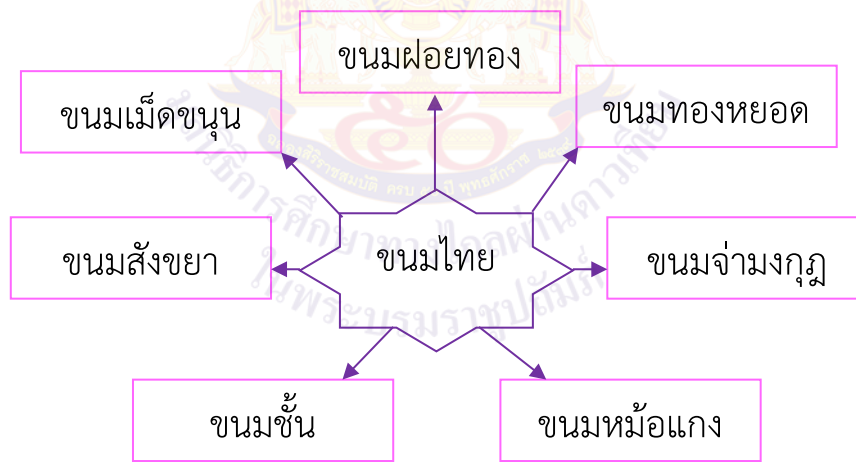 ขนมฝอยทอง
ขนมเม็ดขนุน
ขนมทองหยอด
ขนมสังขยา
ขนมไทย
ขนมจ่ามงกุฎ
ขนมชั้น
ขนมหม้อแกง